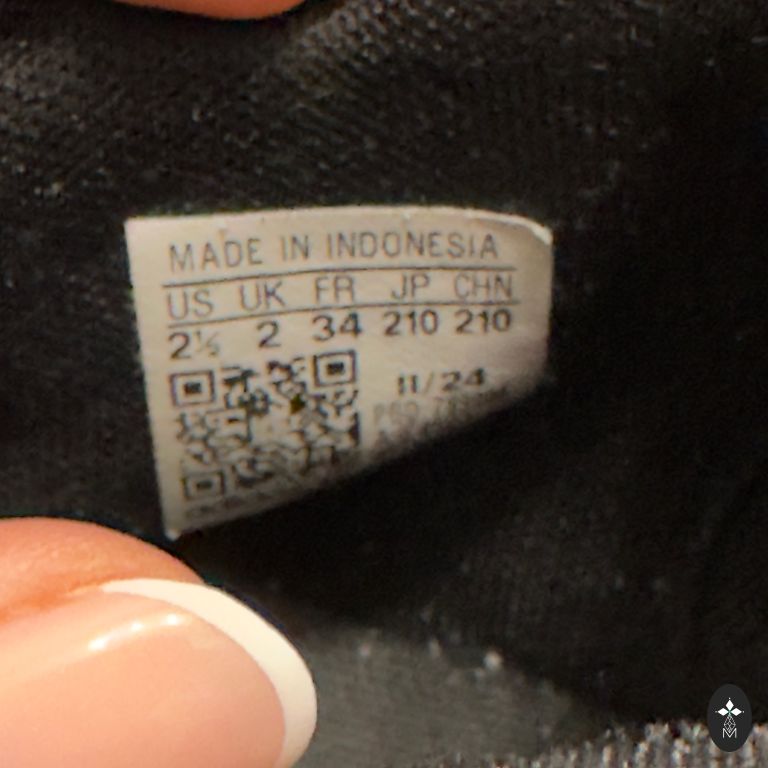 MADE IN INDONESIA
US UK FR JP CHN
2½ 2 34 210 210
11/24
M